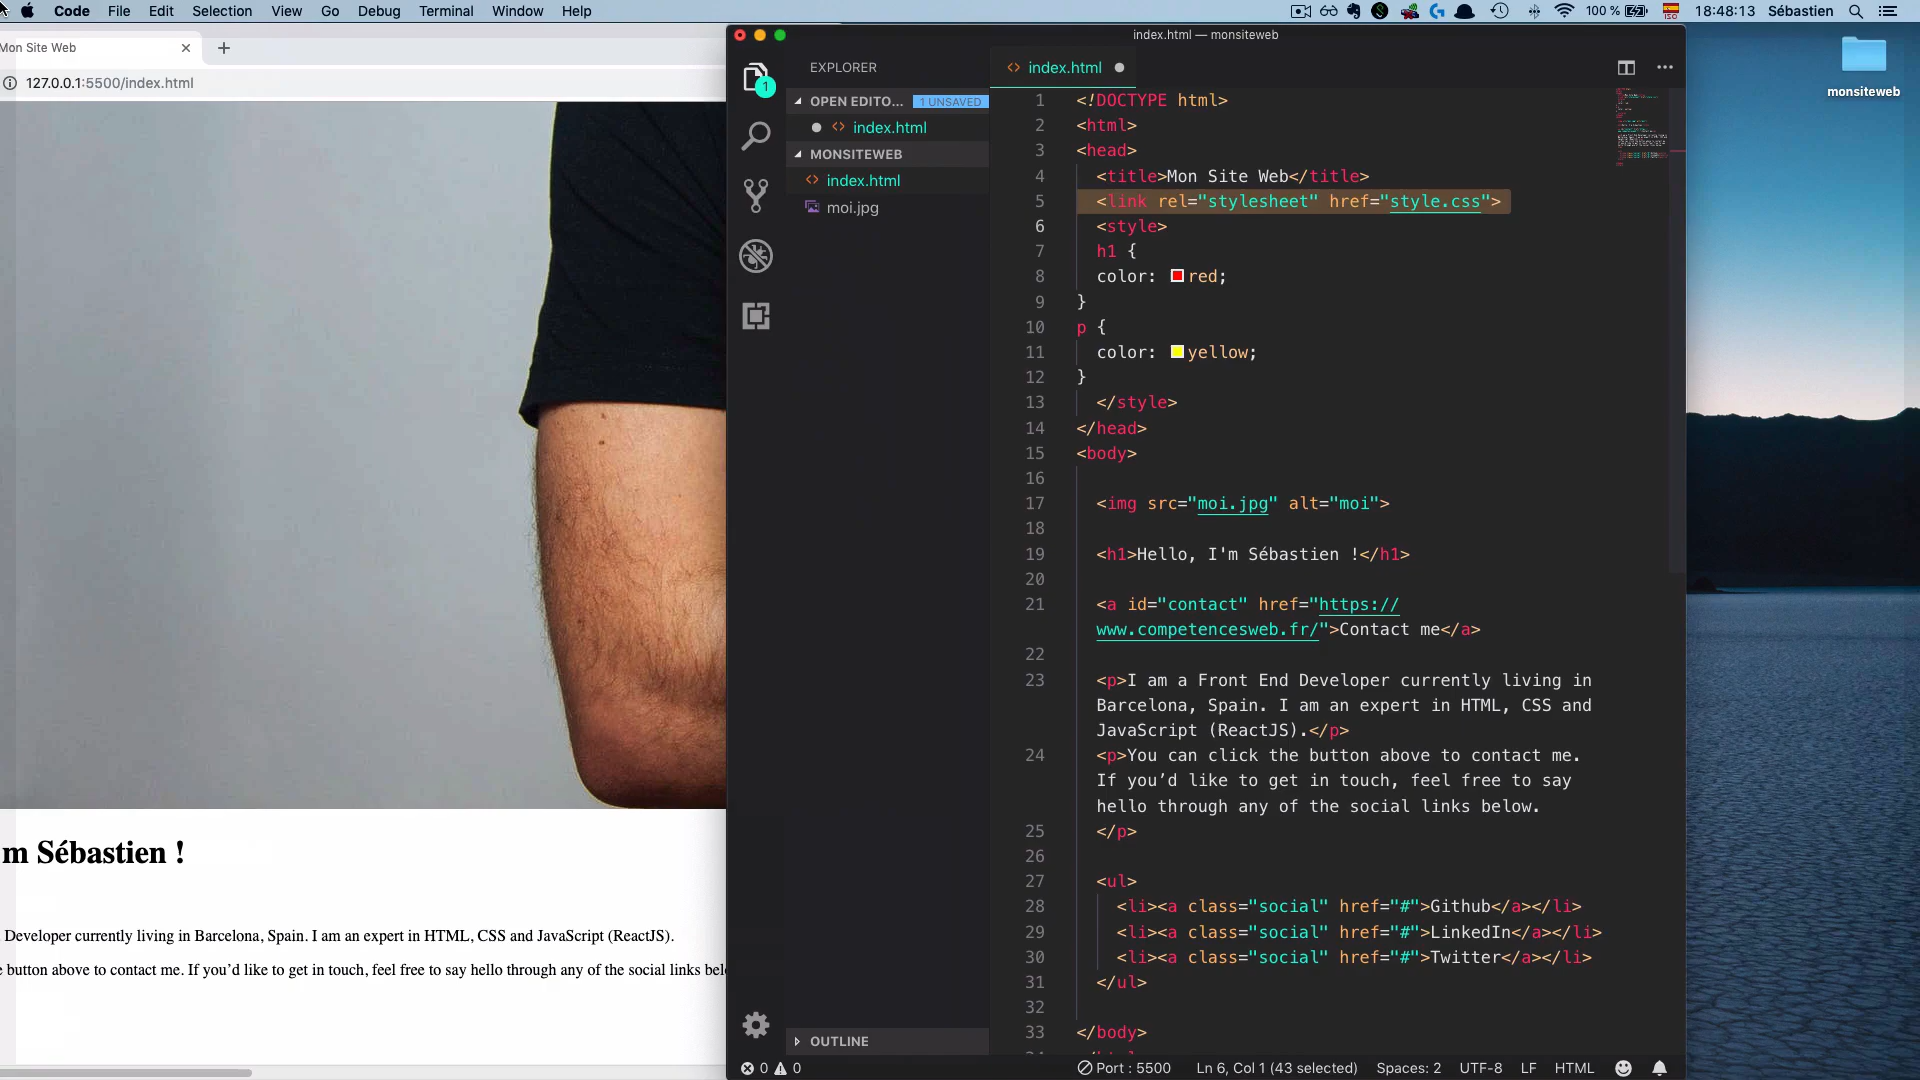 Code File Edit Selection View Go Debug Terminal Window Help 100 % ISO 18:48:13 Sébastien
Mon Site Web
127.0.0.1:5500/index.html
m Sébastien !
Developer currently living in Barcelona, Spain. I am an expert in HTML, CSS and JavaScript (ReactJS).
button above to contact me. If you’d like to get in touch, feel free to say hello through any of the social links
index.html — monsiteweb
EXPLORER
OPEN EDITO... 1 UNSAVED
index.html
MONSITEWEB
index.html
moi.jpg
OUTLINE
1
index.html
1 <!DOCTYPE html>
2 <html>
3 <head>
4 <title>Mon Site Web</title>
5 <link rel="stylesheet" href="style.css">
6 <style>
7 h1 {
8 color: red;
9 }
10 p {
11 color: yellow;
12 }
13 </style>
14 </head>
15 <body>
16
17 <img src="moi.jpg" alt="moi">
18
19 <h1>Hello, I'm Sébastien !</h1>
20
21 <a id="contact" href="https://
www.competencesweb.fr/">Contact me</a>
22
23 <p>I am a Front End Developer currently living in
Barcelona, Spain. I am an expert in HTML, CSS and
JavaScript (ReactJS).</p>
24 <p>You can click the button above to contact me.
If you’d like to get in touch, feel free to say
hello through any of the social links below.
25 </p>
26
27 <ul>
28 <li><a class="social" href="#">Github</a></li>
29 <li><a class="social" href="#">LinkedIn</a></li>
30 <li><a class="social" href="#">Twitter</a></li>
31 </ul>
32
33 </body>
0 0 Port : 5500 Ln 6, Col 1 (43 selected) Spaces: 2 UTF-8 LF HTML
monsiteweb